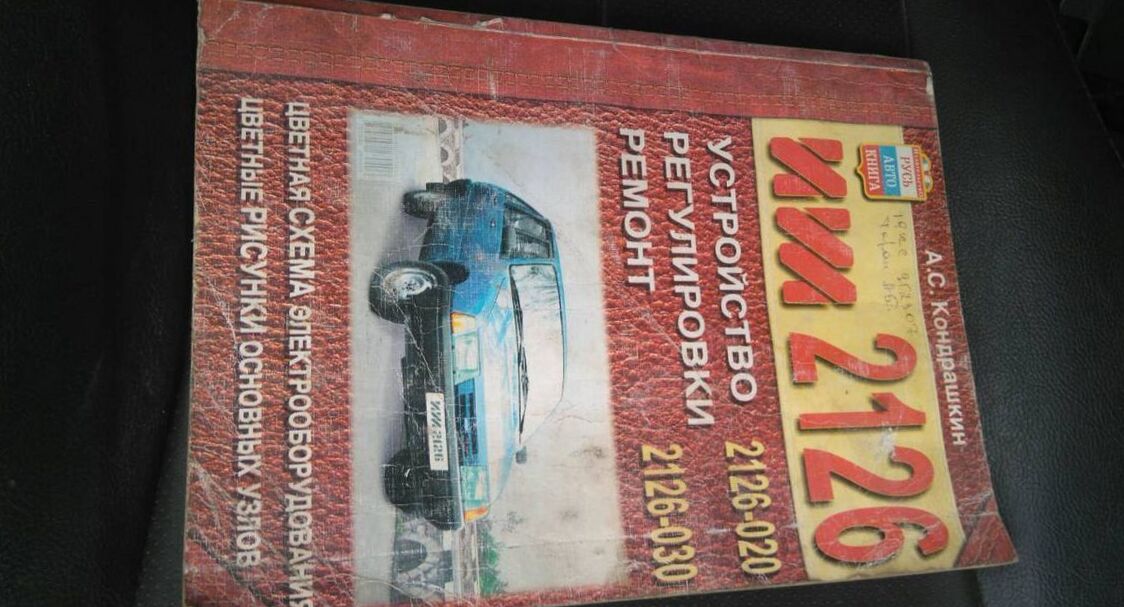 А.С. Кондрашкин
РУСЬ
АВТО
КНИГА
ИЖ 2126
УСТРОЙСТВО
РЕГУЛИРОВКИ
РЕМОНТ
2126-020
2126-030
ИЖ2126
ЦВЕТНАЯ СХЕМА ЭЛЕКТРООБОРУДОВАНИЯ
ЦВЕТНЫЕ РИСУНКИ ОСНОВНЫХ УЗЛОВ